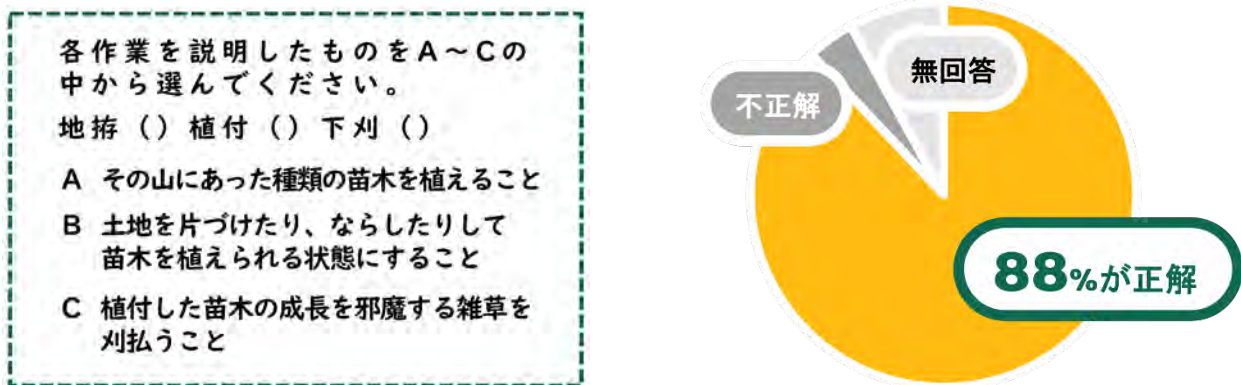 各作業を説明したものをA～Cの
中から選んでください。
地拵（）植付（）下刈（）
A その山にあった種類の苗木を植えること
B 土地を片づけたり、ならしたりして
苗木を植えられる状態にすること
C 植付した苗木の成長を邪魔する雑草を
刈払うこと
無回答
不正解
88%が正解